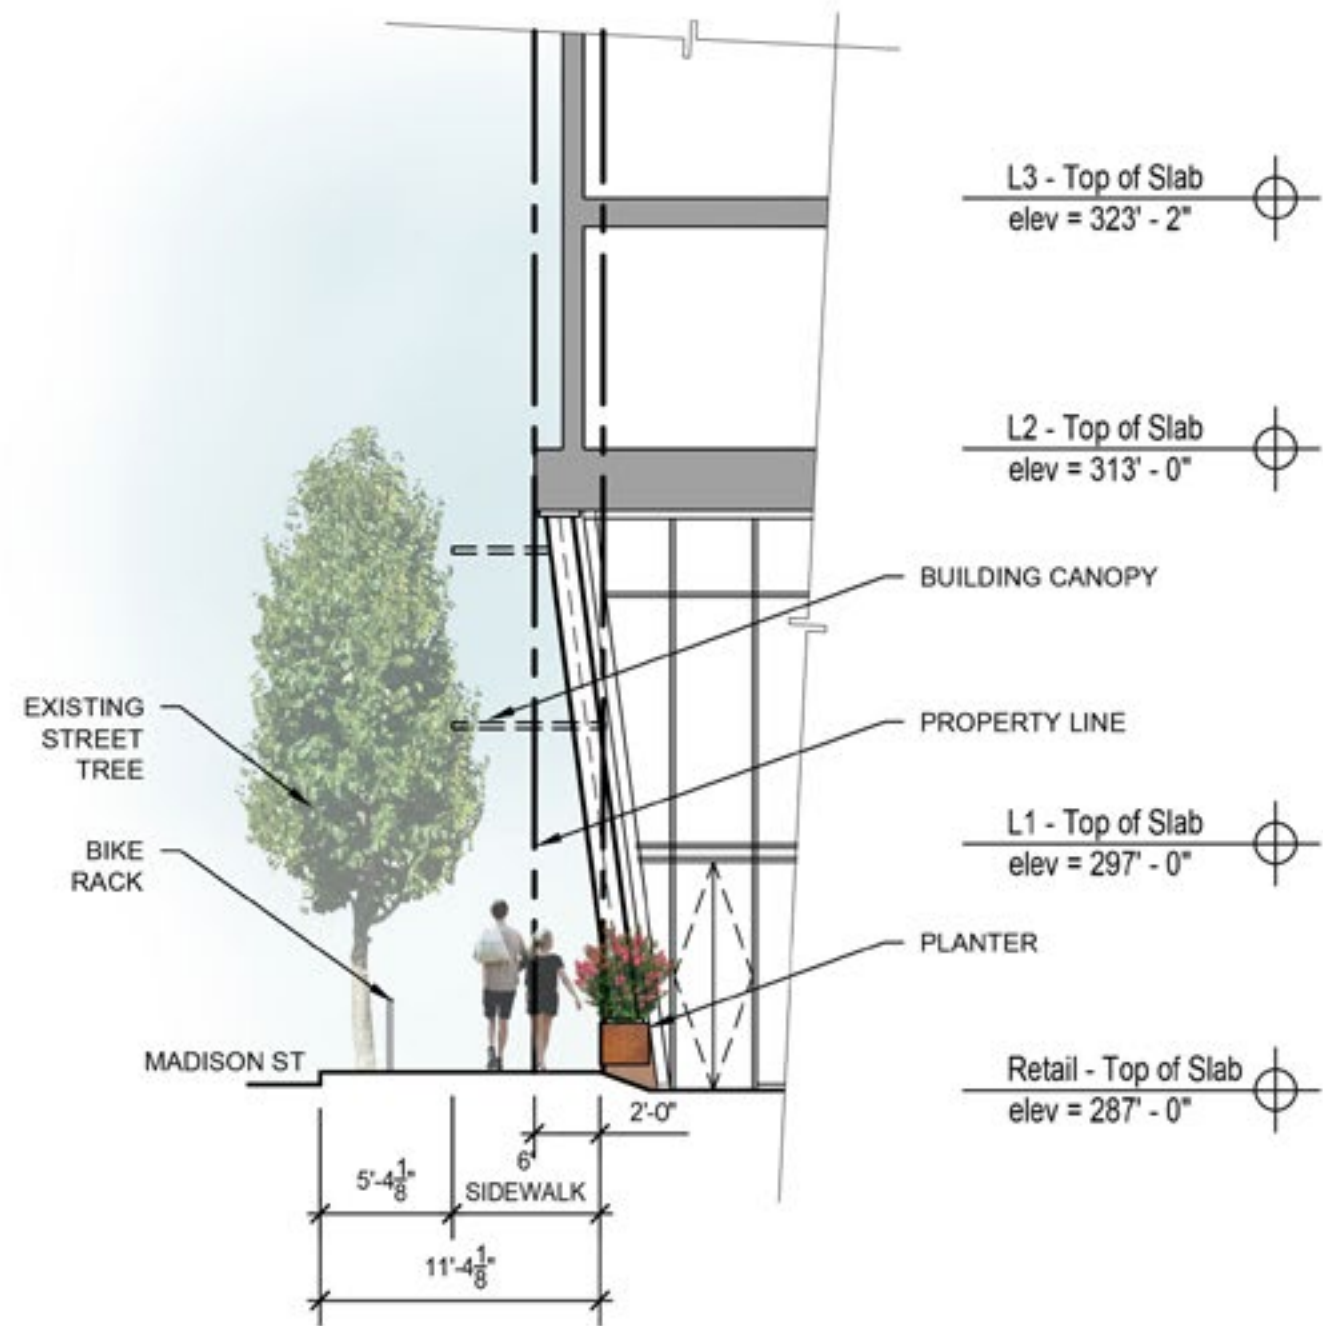 L3 - Top of Slab
elev = 323' - 2"
L2 - Top of Slab
elev = 313' - 0"
BUILDING CANOPY
EXISTING
STREET
TREE
PROPERTY LINE
L1 - Top of Slab
elev = 297' - 0"
BIKE
RACK
PLANTER
MADISON ST
Retail - Top of Slab
elev = 287' - 0"
2'-0"
5'-4 1/8"
6'
SIDEWALK
11'-4 1/8"